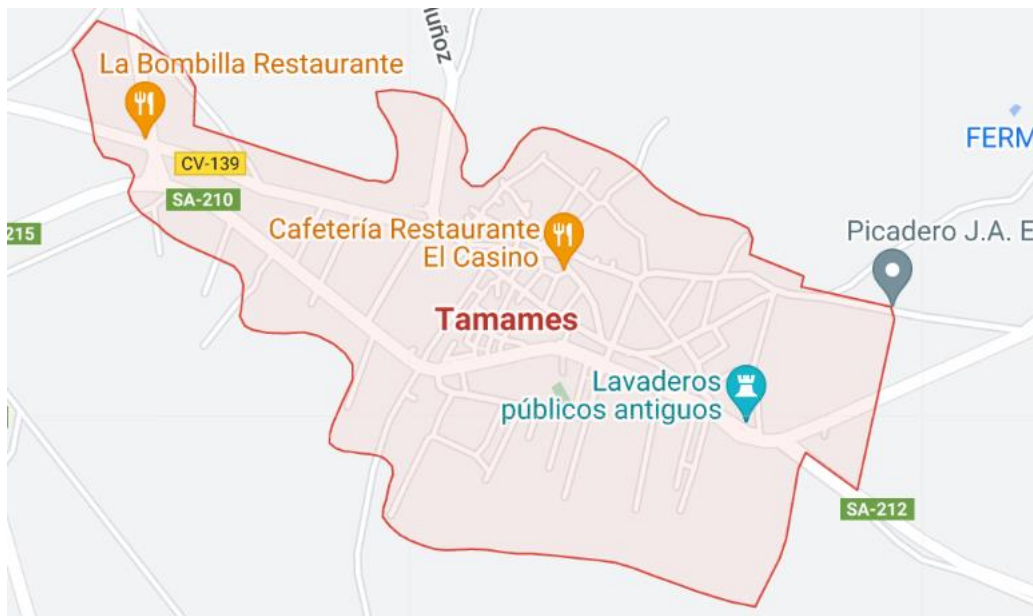 Muñoz
La Bombilla Restaurante
FERM
CV-139
SA-210
215
Cafetería Restaurante
El Casino
Picadero J.A. E
Tamames
Lavaderos
públicos antiguos
SA-212